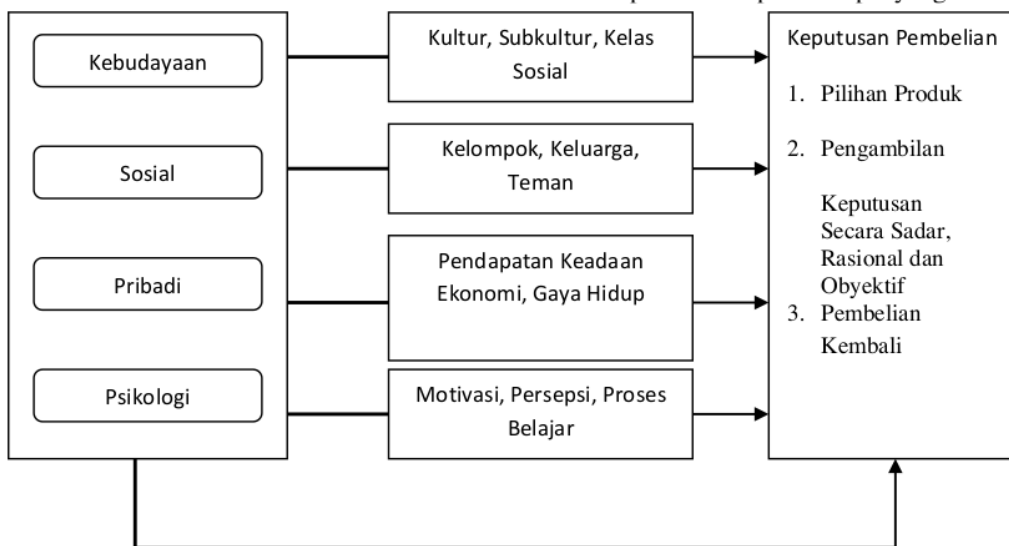 Kebudayaan
Sosial
Pribadi
Psikologi
Kultur, Subkultur, Kelas
Sosial
Kelompok, Keluarga,
Teman
Pendapatan Keadaan
Ekonomi, Gaya Hidup
Motivasi, Persepsi, Proses
Belajar
Keputusan Pembelian
1. Pilihan Produk
2. Pengambilan
Keputusan
Secara Sadar,
Rasional dan
Obyektif
3. Pembelian
Kembali